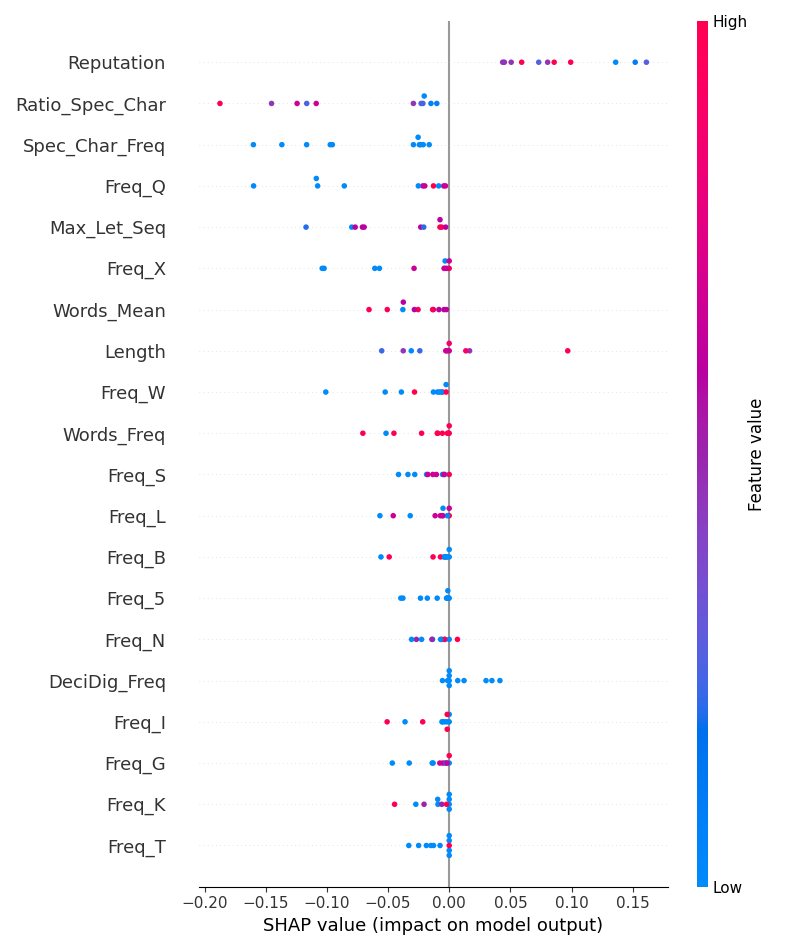 High
Reputation
Ratio_Spec_Char
Spec_Char_Freq
Freq_Q
Max_Let_Seq
Freq_X
Words_Mean
Length
Freq_W
Words_Freq
Freq_S
Freq_L
Freq_B
Freq_5
Freq_N
DeciDig_Freq
Freq_I
Freq_G
Freq_K
Freq_T
Feature value
Low
−0.20 −0.15 −0.10 −0.05 0.00 0.05 0.10 0.15
SHAP value (impact on model output)